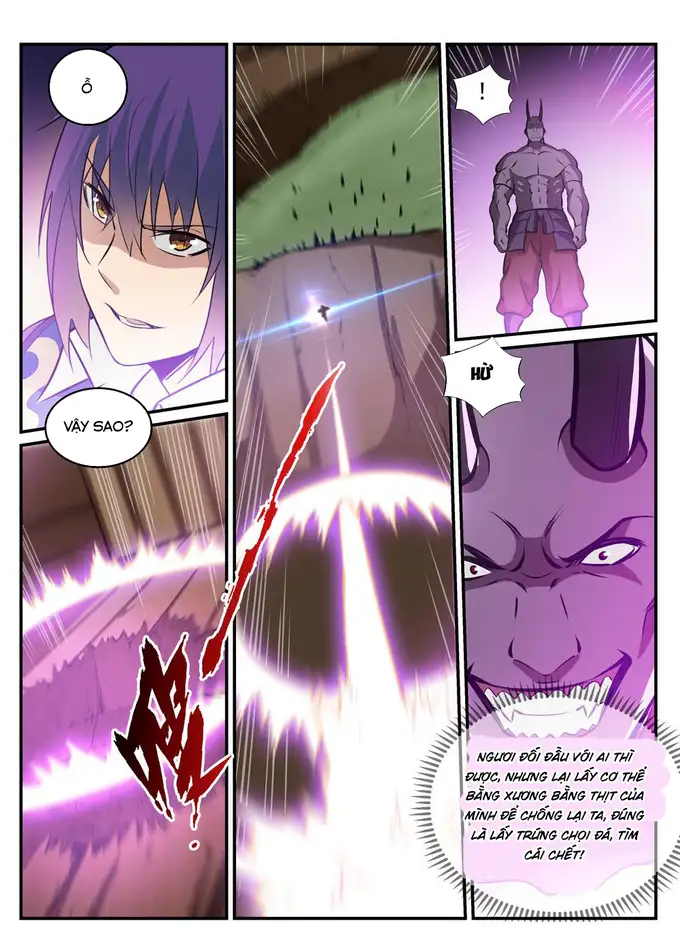 Ồ
VẬY SAO?
!
HỪ
NGƯƠI ĐỐI ĐẦU VỚI AI THÌ
ĐƯỢC, NHƯNG LẠI LẤY CƠ THỂ
BẰNG XƯƠNG BẰNG THỊT CỦA
MÌNH ĐỂ CHỐNG LẠI TA, ĐÚNG
LÀ LẤY TRỨNG CHỌI ĐÁ, TÌM
CÁI CHẾT!